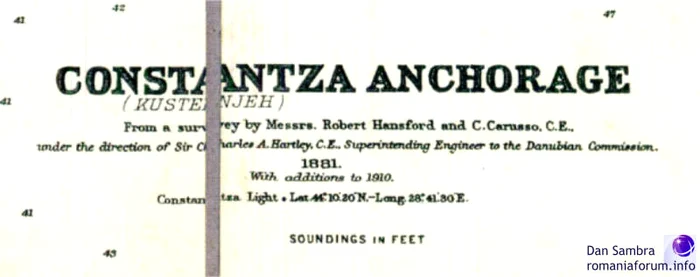 42
47
41
CONSTANTZA ANCHORAGE
41
(KUSTENJEH)
From a survey by Messrs. Robert Hansford and C. Carusso, C.E.,
under the direction of Sir Charles A. Hartley, C.E., Superintending Engineer to the Danubian Commission.
1881.
With additions to 1910.
Constantza Light • Lat. 44° 10' 20" N. - Long. 28° 41' 30" E.
41
SOUNDINGS IN FEET
43
Dan Sambra
romaniaforum.info